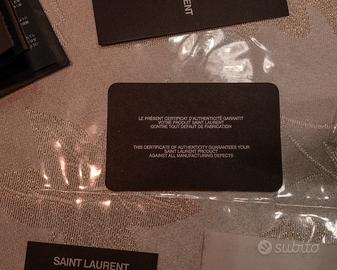 LE PRÉSENT CERTIFICAT D'AUTHENTICITÉ GARANTIT
VOTRE PRODUIT SAINT LAURENT
CONTRE TOUT DÉFAUT DE FABRICATION
THIS CERTIFICATE OF AUTHENTICITY GUARANTEES YOUR
SAINT LAURENT PRODUCT
AGAINST ALL MANUFACTURING DEFECTS
SAINT LAURENT
subito